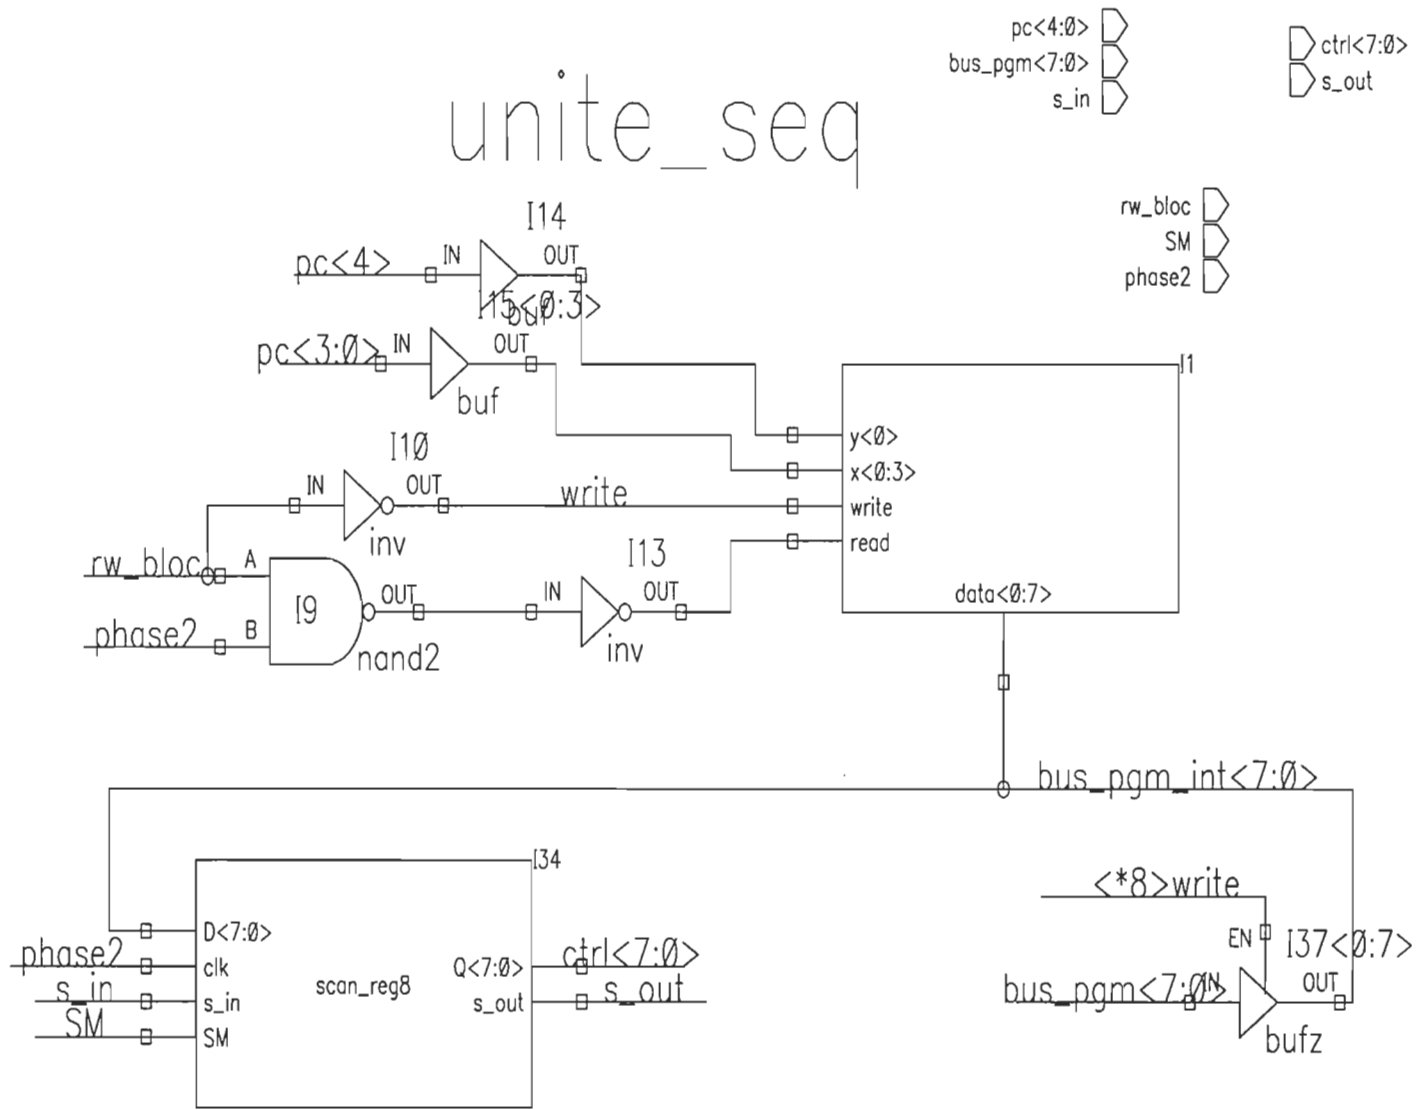 pc<4:0>
bus_pgm<7:0>
s_in
ctrl<7:0>
s_out
unite_seq
rw_bloc
SM
phase2
I14
pc<4>
IN
OUT
buf
I15<0:3>
pc<3:0>
IN
OUT
buf
I1
y<0>
x<0:3>
write
read
data<0:7>
I10
IN
OUT
write
inv
rw_bloc
A
I13
I9
OUT
IN
OUT
phase2
B
nand2
inv
bus_pgm_int<7:0>
I34
<*8>write
D<7:0>
EN
I37<0:7>
phase2
clk
Q<7:0>
ctrl<7:0>
scan_reg8
s_in
s_in
s_out
s_out
bus_pgm<7:0>
IN
OUT
SM
SM
bufz